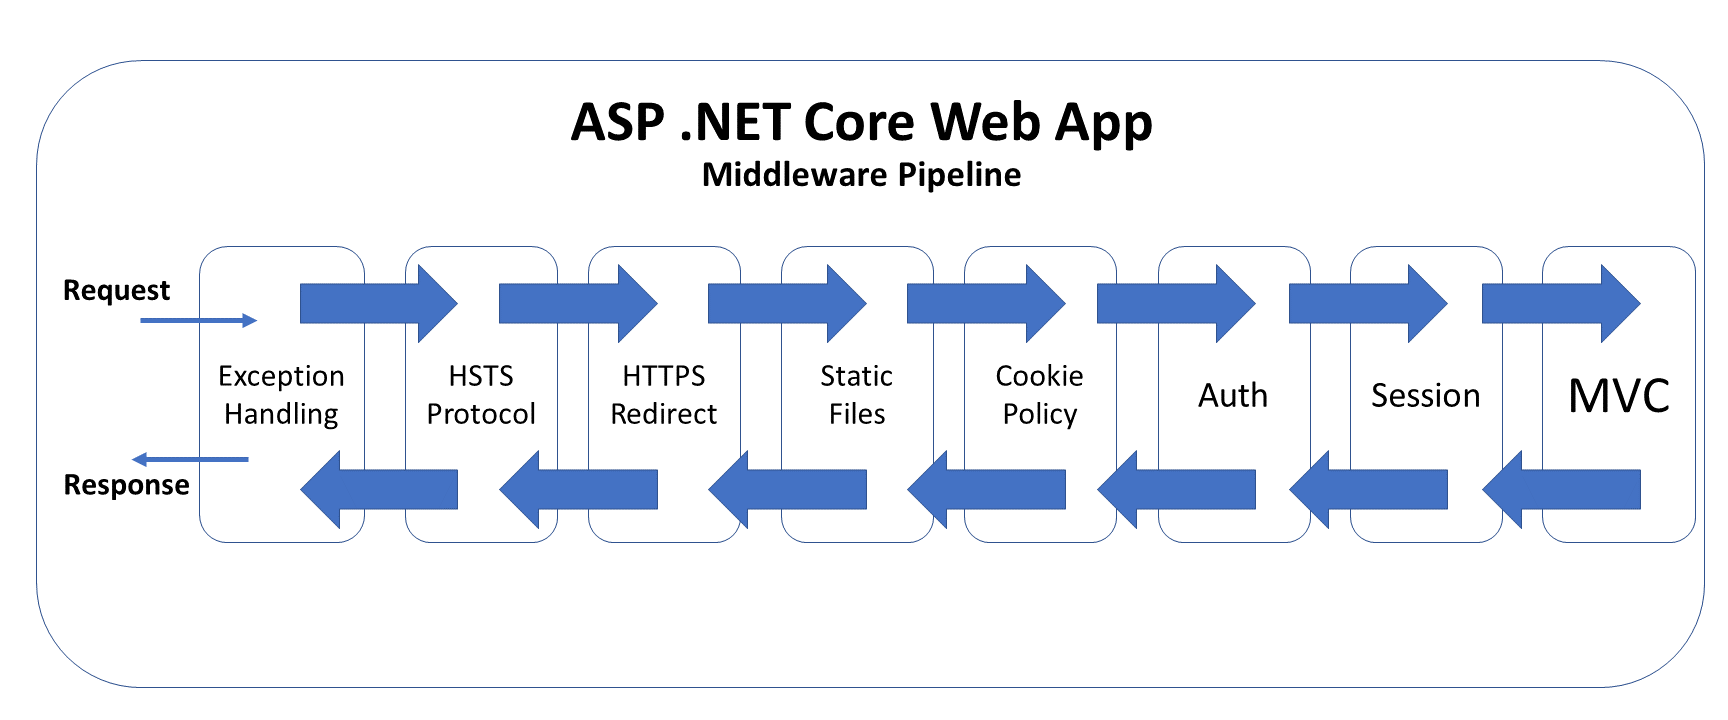 ASP .NET Core Web App
Middleware Pipeline
Request
Exception
Handling
HSTS
Protocol
HTTPS
Redirect
Static
Files
Cookie
Policy
Auth
Session
MVC
Response